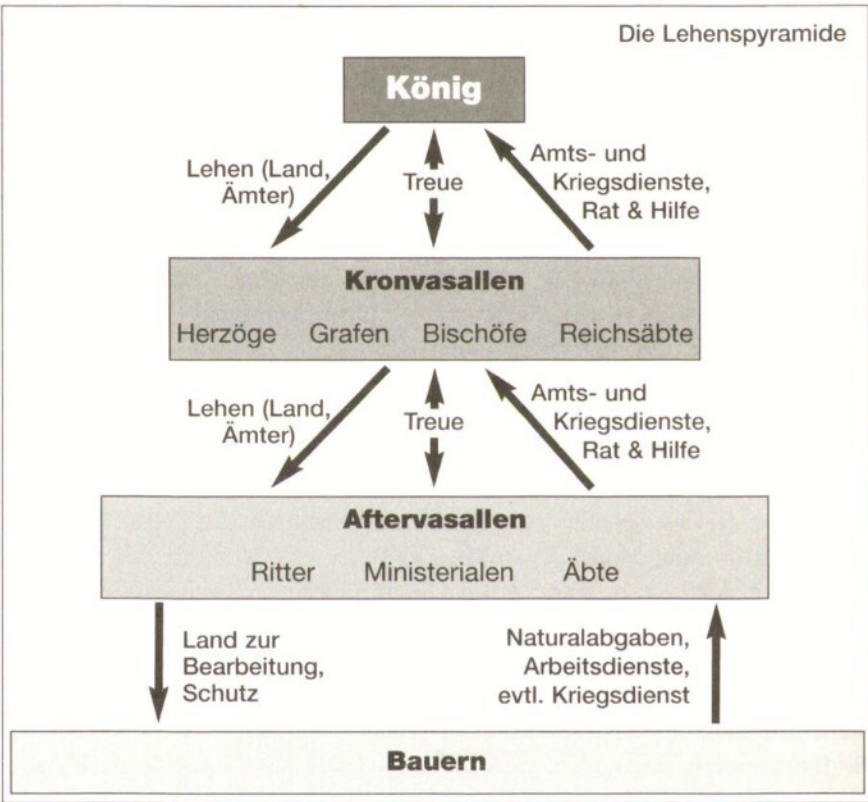 Die Lehenspyramide
König
Lehen (Land,
Ämter)
Treue
Amts- und
Kriegsdienste,
Rat & Hilfe
Kronvasallen
Herzöge Grafen Bischöfe Reichsäbte
Lehen (Land,
Ämter)
Treue
Amts- und
Kriegsdienste,
Rat & Hilfe
Aftervasallen
Ritter Ministerialen Äbte
Land zur
Bearbeitung,
Schutz
Naturalabgaben,
Arbeitsdienste,
evtl. Kriegsdienst
Bauern